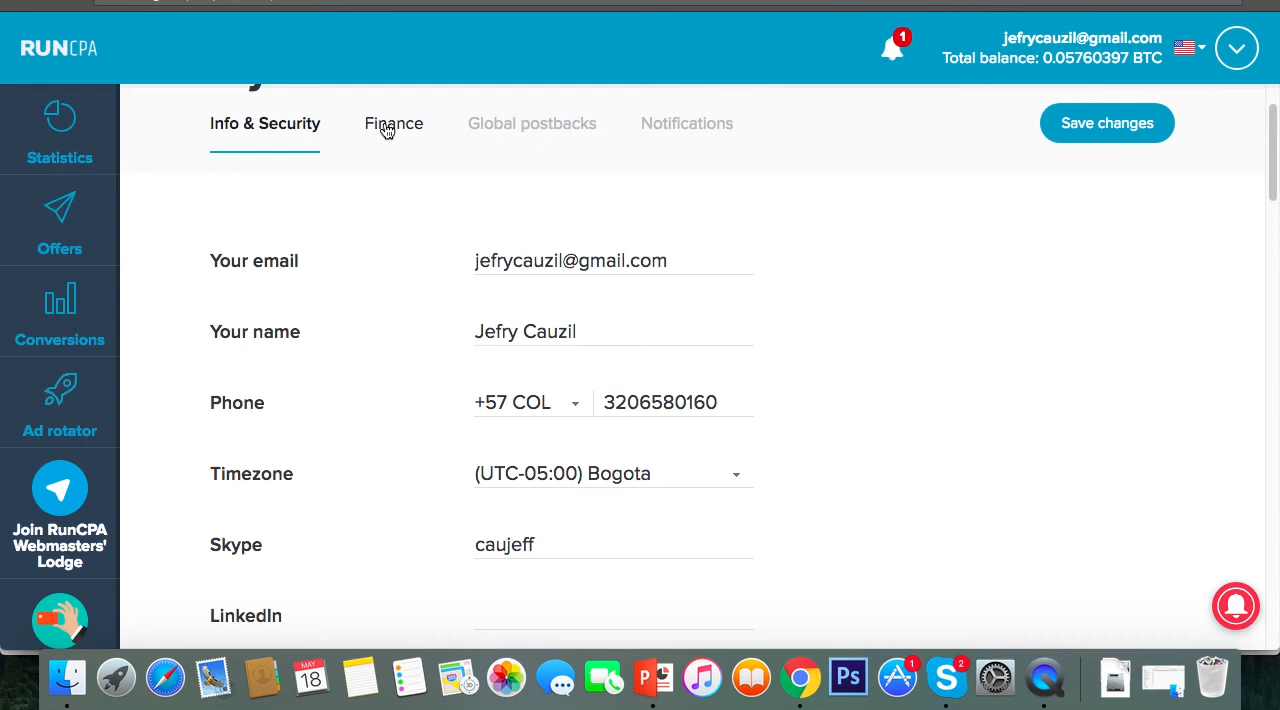 RUNCPA
1
jefrycauzil@gmail.com
Total balance: 0.05760397 BTC
Info & Security
Finance
Global postbacks
Notifications
Save changes
Statistics
Offers
Conversions
Ad rotator
Join RunCPA
Webmasters'
Lodge
Your email
jefrycauzil@gmail.com
Your name
Jefry Cauzil
Phone
+57 COL
3206580160
Timezone
(UTC-05:00) Bogota
Skype
caujeff
LinkedIn
MAY
18
Ps
1
2